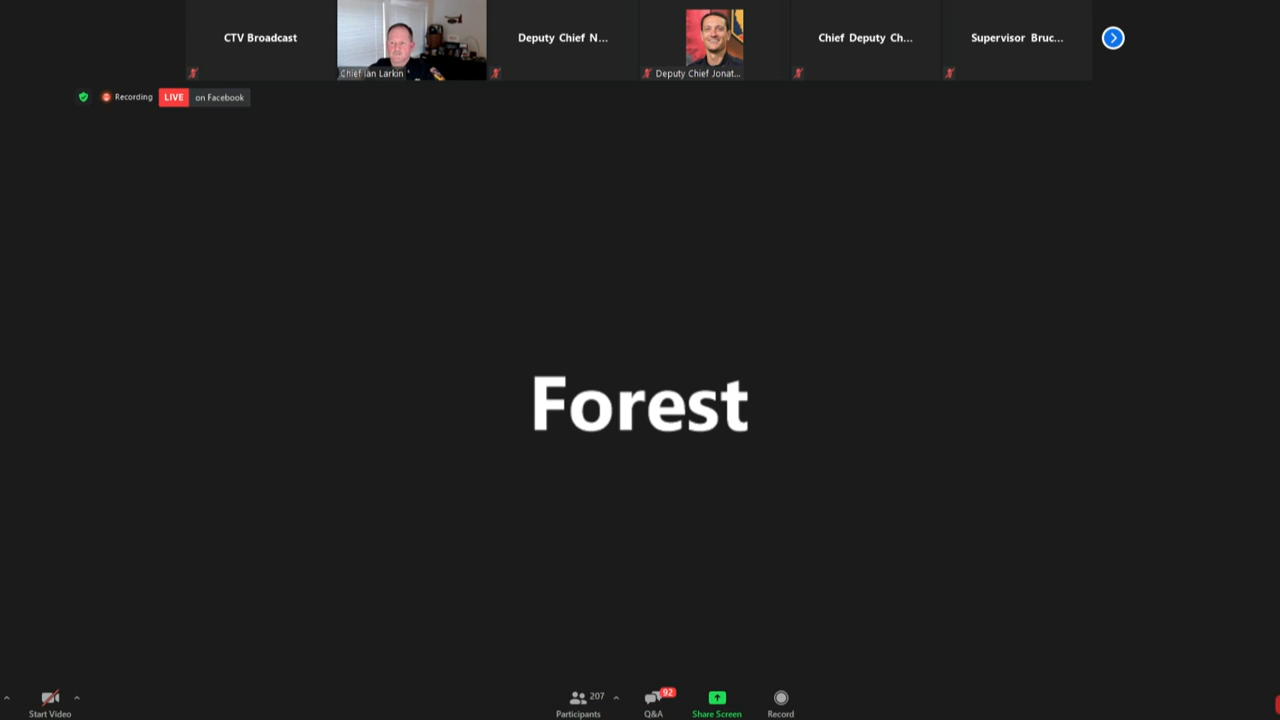 CTV Broadcast
Chief Ian Larkin
Deputy Chief N...
Deputy Chief Jonat...
Chief Deputy Ch...
Supervisor Bruc...
Recording
LIVE
on Facebook
Forest
Start Video
207
Participants
92
Q&A
Share Screen
Record